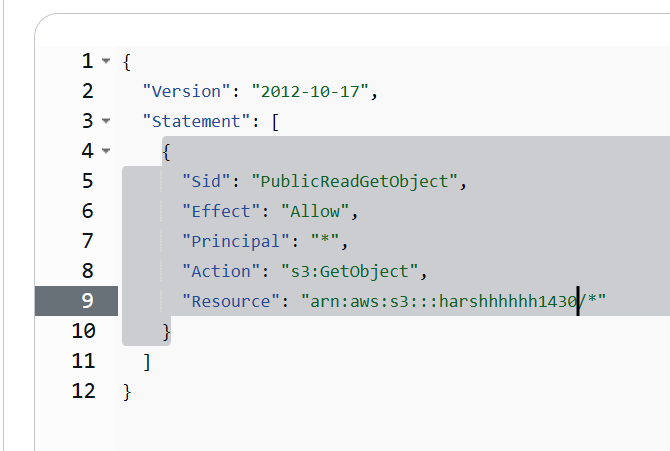 1 {
2 "Version": "2012-10-17",
3 "Statement": [
4 {
5 "Sid": "PublicReadGetObject",
6 "Effect": "Allow",
7 "Principal": "*",
8 "Action": "s3:GetObject",
9 "Resource": "arn:aws:s3:::harshhhhhh1430/*"
10 }
11 ]
12 }